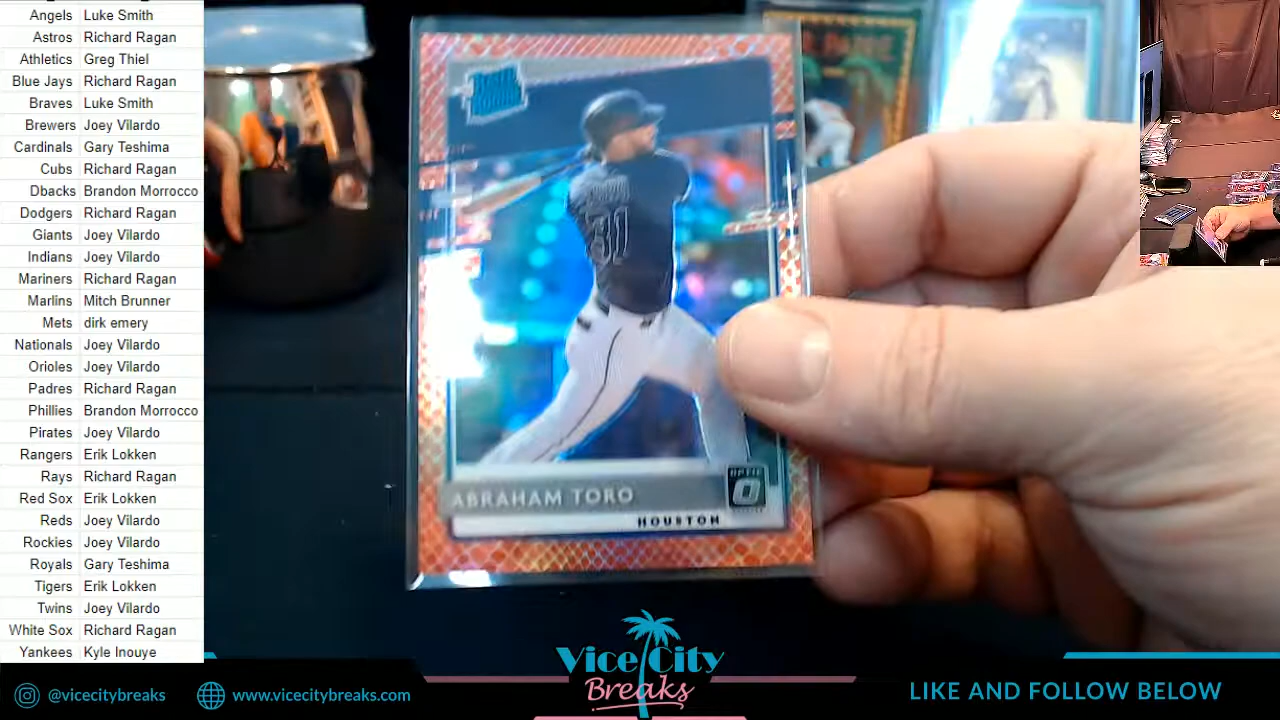 Angels Luke Smith
Astros Richard Ragan
Athletics Greg Thiel
Blue Jays Richard Ragan
Braves Luke Smith
Brewers Joey Vilardo
Cardinals Gary Teshima
Cubs Richard Ragan
Dbacks Brandon Morrocco
Dodgers Richard Ragan
Giants Joey Vilardo
Indians Joey Vilardo
Mariners Richard Ragan
Marlins Mitch Brunner
Mets dirk emery
Nationals Joey Vilardo
Orioles Joey Vilardo
Padres Richard Ragan
Phillies Brandon Morrocco
Pirates Joey Vilardo
Rangers Erik Lokken
Rays Richard Ragan
Red Sox Erik Lokken
Reds Joey Vilardo
Rockies Joey Vilardo
Royals Gary Teshima
Tigers Erik Lokken
Twins Joey Vilardo
White Sox Richard Ragan
Yankees Kyle Inouye
Rated Rookie
31
ABRAHAM TORO
OPTIC
HOUSTON
Vice City
Breaks
@vicecitybreaks
www.vicecitybreaks.com
LIKE AND FOLLOW BELOW